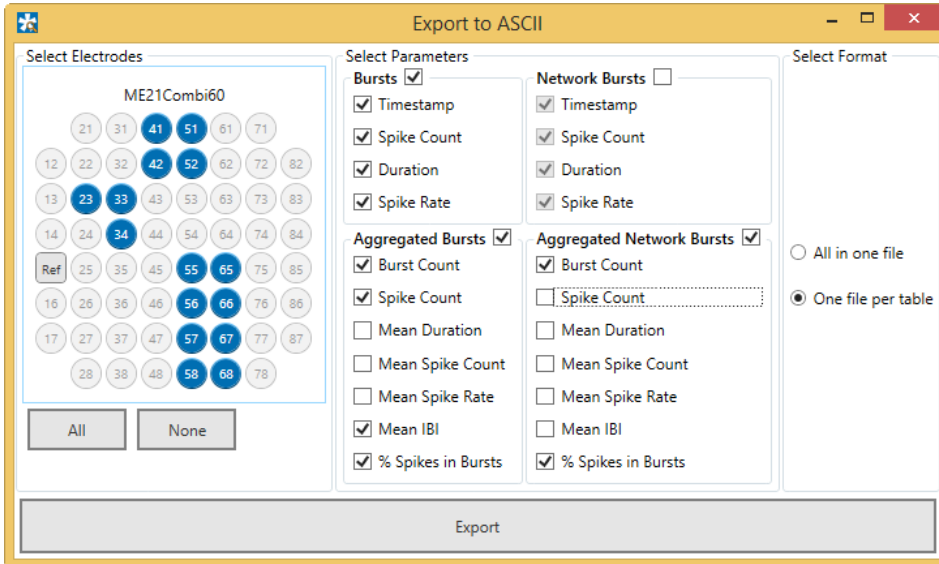 Export to ASCII
Select Electrodes
ME21Combi60
21 31 41 51 61 71
12 22 32 42 52 62 72 82
13 23 33 43 53 63 73 83
14 24 34 44 54 64 74 84
Ref 25 35 45 55 65 75 85
16 26 36 46 56 66 76 86
17 27 37 47 57 67 77 87
28 38 48 58 68 78
All None
Select Parameters
Bursts
Timestamp
Spike Count
Duration
Spike Rate
Network Bursts
Timestamp
Spike Count
Duration
Spike Rate
Aggregated Bursts
Burst Count
Spike Count
Mean Duration
Mean Spike Count
Mean Spike Rate
Mean IBI
% Spikes in Bursts
Aggregated Network Bursts
Burst Count
Spike Count
Mean Duration
Mean Spike Count
Mean Spike Rate
Mean IBI
% Spikes in Bursts
Select Format
All in one file
One file per table
Export